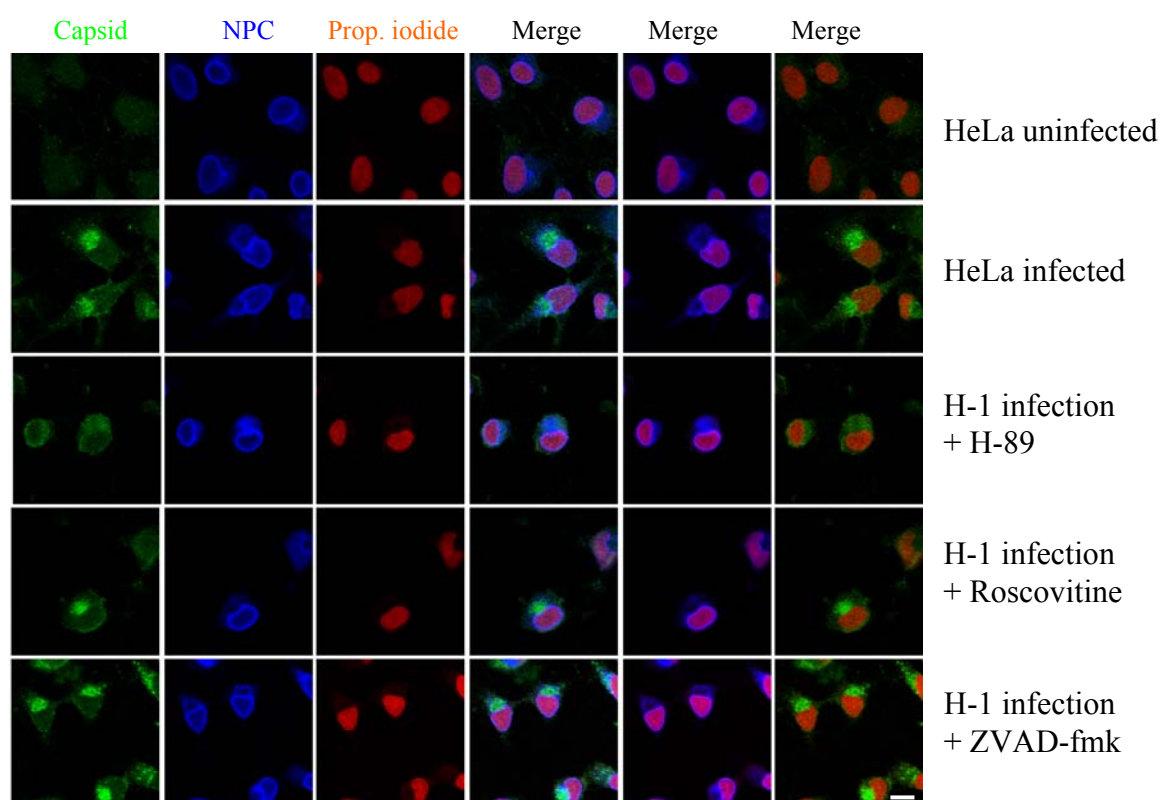 Capsid NPC Prop. iodide Merge Merge Merge
HeLa uninfected
HeLa infected
H-1 infection
+ H-89
H-1 infection
+ Roscovitine
H-1 infection
+ ZVAD-fmk